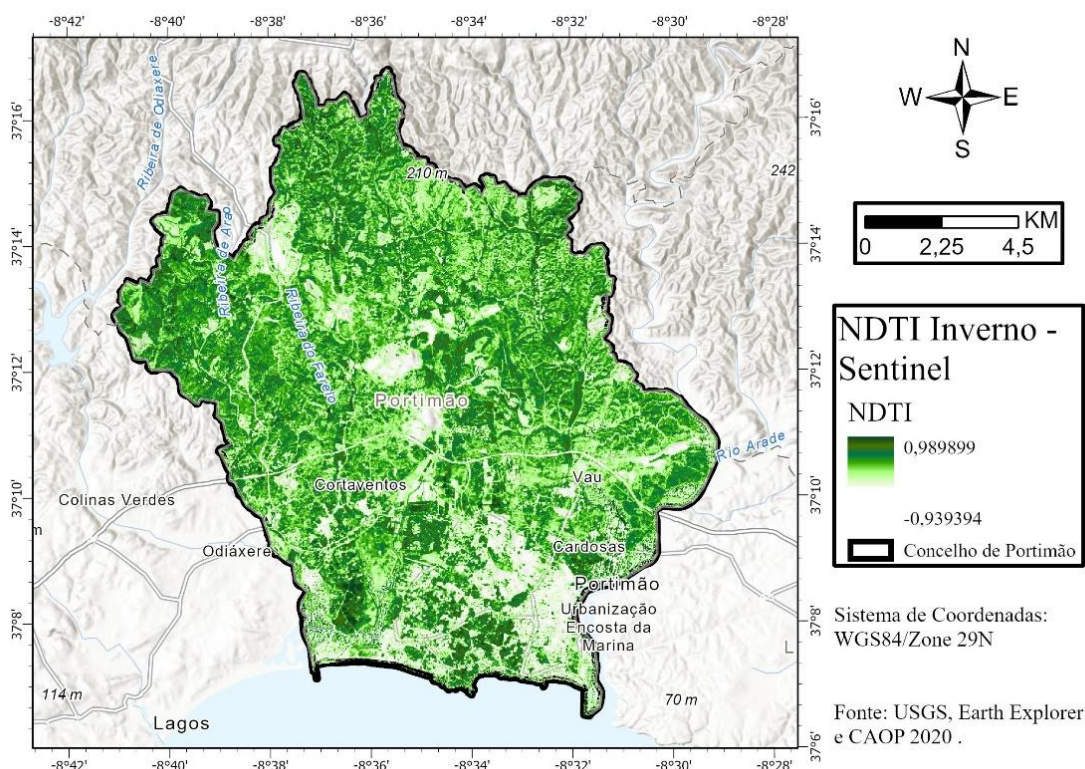 -8°42' -8°40' -8°38' -8°36' -8°34' -8°32' -8°30' -8°28'
37°16'
37°14'
37°12'
37°10'
37°8'
Ribeira de Odiaxere
Ribeira de Arão
Ribeira do Farelo
210 m
242
Portimão
Rio Arade
Colinas Verdes
Cortaventos
Vau
m
Odiáxere
Cardosas
Portimão
Urbanização
Encosta da
Marina
L
114 m
70 m
Lagos
37°16'
37°14'
37°12'
37°10'
37°8'
37°6'
-8°42' -8°40' -8°38' -8°36' -8°34' -8°32' -8°30' -8°28'
N
W E
S
KM
0 2,25 4,5
NDTI Inverno -
Sentinel
NDTI
0,989899
-0,939394
Concelho de Portimão
Sistema de Coordenadas:
WGS84/Zone 29N
Fonte: USGS, Earth Explorer
e CAOP 2020 .